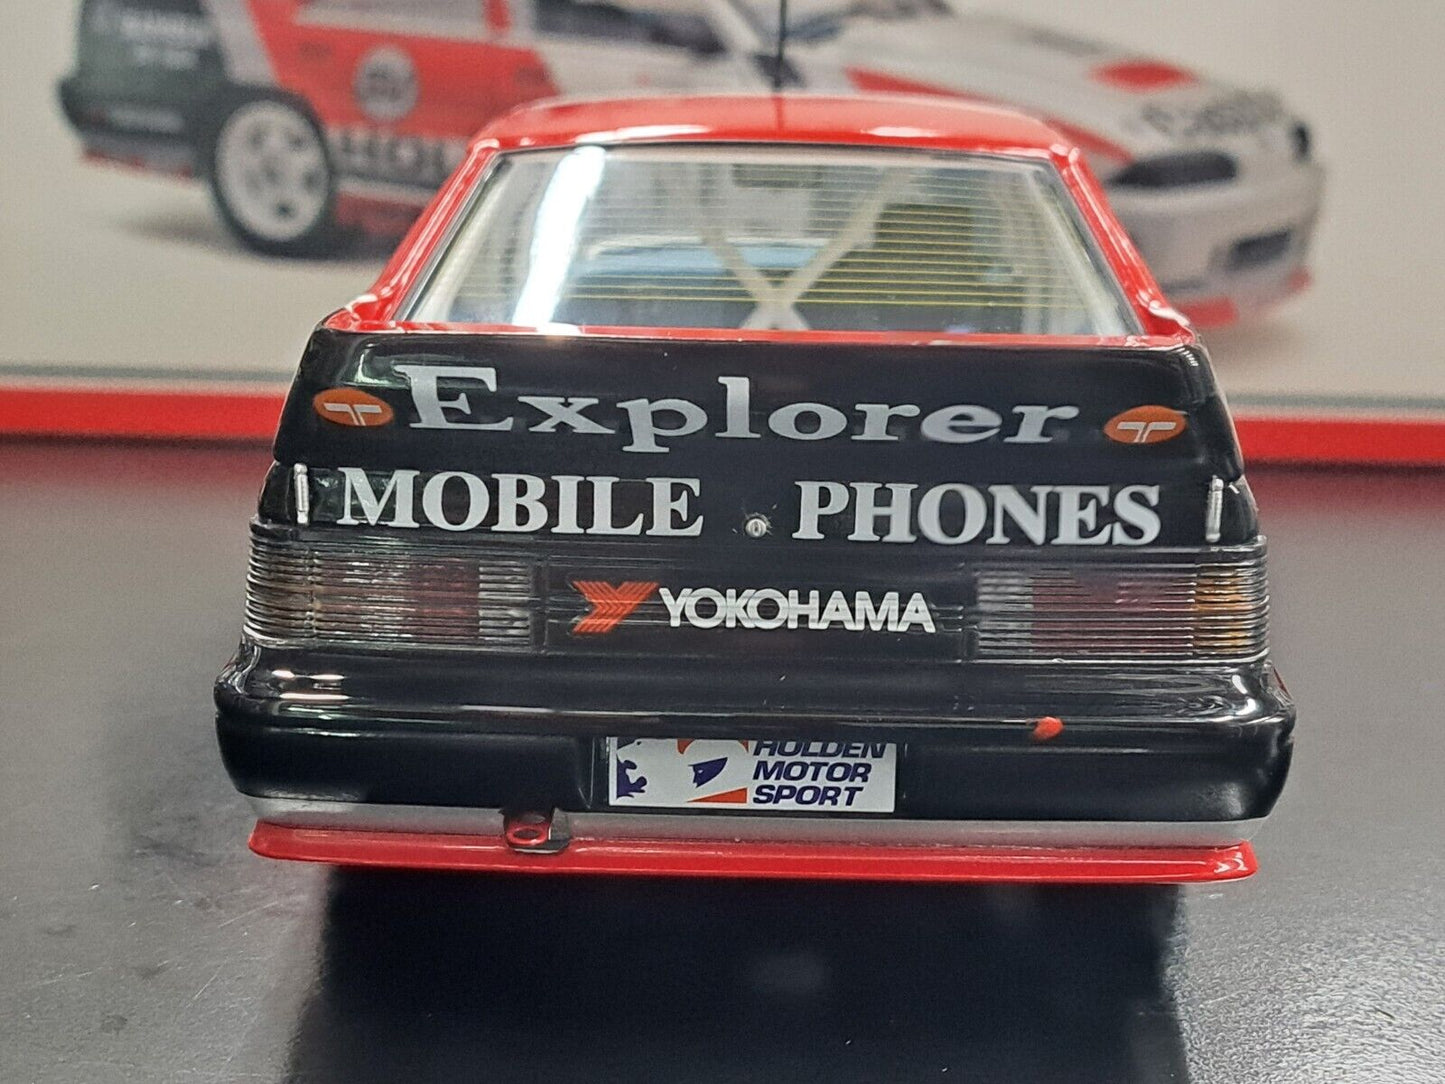 Explorer
MOBILE PHONES
YOKOHAMA
HOLDEN
MOTOR
SPORT